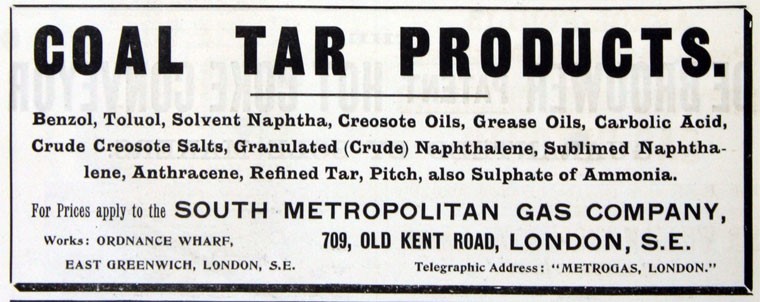 COAL TAR PRODUCTS.
Benzol, Toluol, Solvent Naphtha, Creosote Oils, Grease Oils, Carbolic Acid,
Crude Creosote Salts, Granulated (Crude) Naphthalene, Sublimed Naphtha-
lene, Anthracene, Refined Tar, Pitch, also Sulphate of Ammonia.
For Prices apply to the SOUTH METROPOLITAN GAS COMPANY,
Works: ORDNANCE WHARF, 709, OLD KENT ROAD, LONDON, S.E.
EAST GREENWICH, LONDON, S.E. Telegraphic Address: "METROGAS, LONDON."